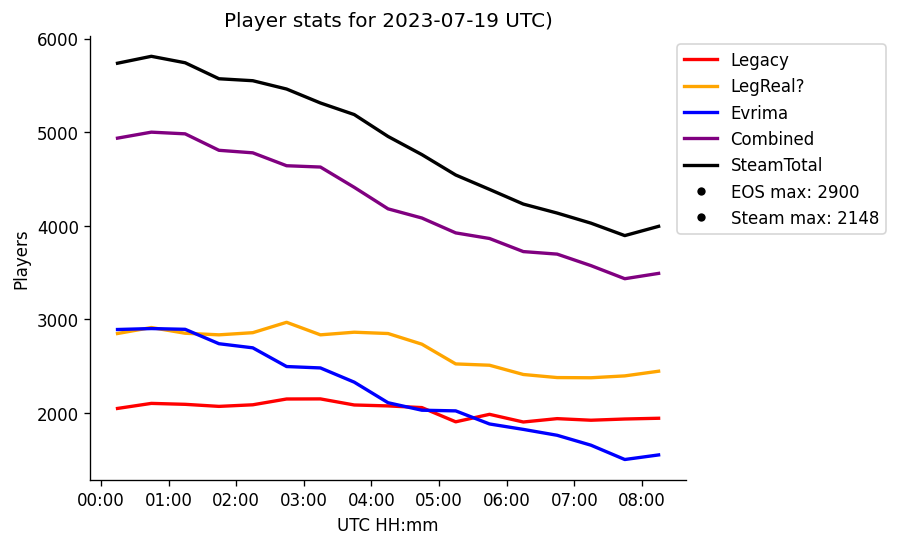 Player stats for 2023-07-19 UTC)
6000
5000
4000
3000
2000
Players
00:00 01:00 02:00 03:00 04:00 05:00 06:00 07:00 08:00
UTC HH:mm
Legacy
LegReal?
Evrima
Combined
SteamTotal
EOS max: 2900
Steam max: 2148